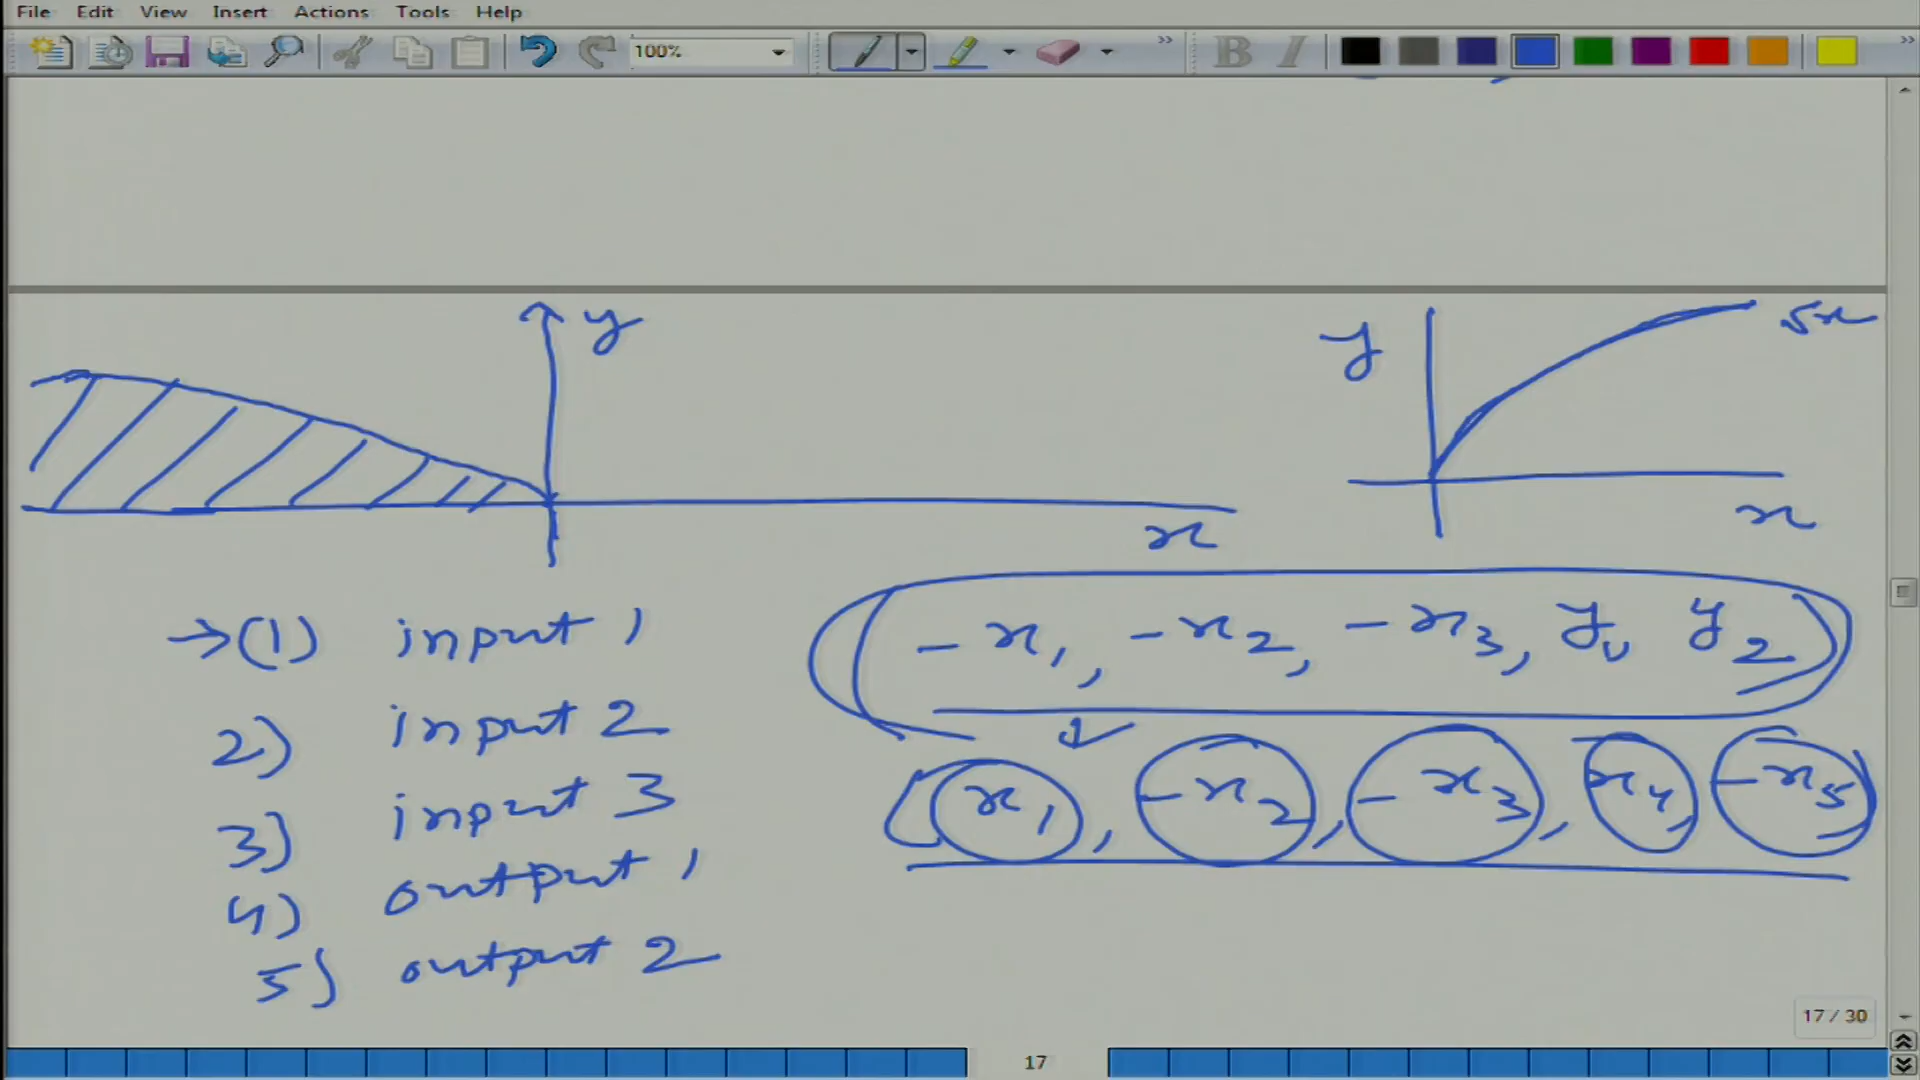 File Edit View Insert Actions Tools Help
100%
y
y
5x
x
x
→(1) input 1
2) input 2
3) input 3
4) output 1
5) output 2
(-x1, -x2, -x3, y1, y2)
(x1, -x2, -x3, x4, -x5)
17 / 30
17